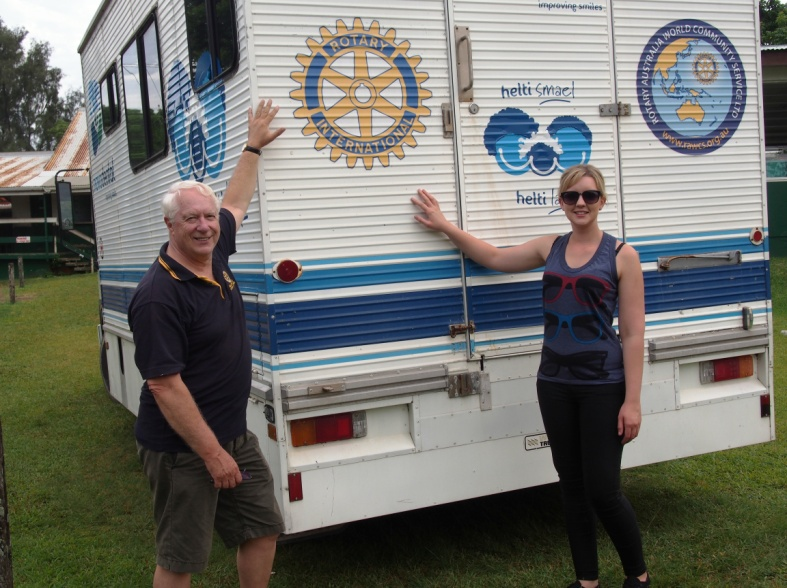 improving smiles
ROTARY
INTERNATIONAL
helti smael
helti
ROTARY AUSTRALIA WORLD COMMUNITY SERVICE LTD
www.rawcs.org.au